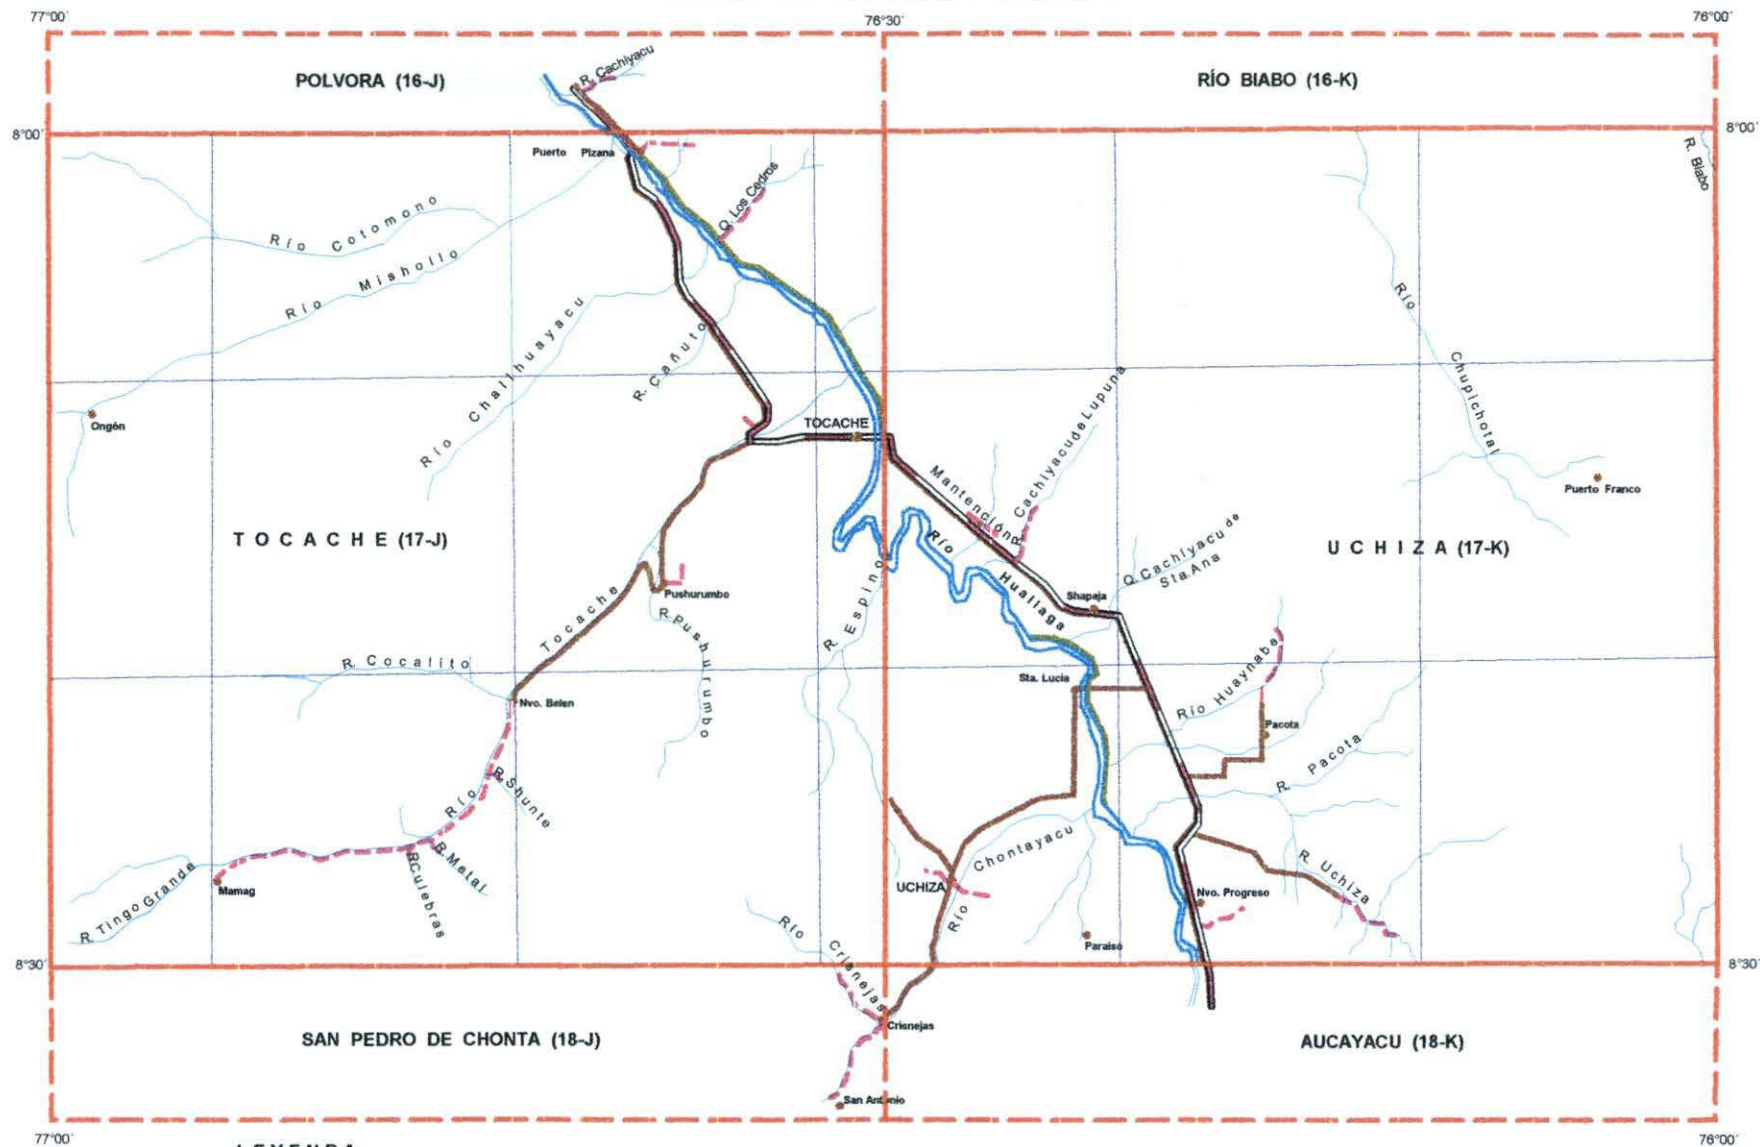 77°00´
76°30´
76°00´
POLVORA (16-J)
R. Cachiyacu
RÍO BIABO (16-K)
8°00´
8°00´
Puerto Pizana
R. Biabo
Q. Los Cedros
Río Cotomono
Río Mishollo
Río Challhuayacu
R. Cañuto
Río Chupichotal
Ongón
TOCACHE
Mantención
R. Cachiyacu de Lupuna
Puerto Franco
TOCACHE (17-J)
Río Huallaga
UCHIZA (17-K)
Q. Cachiyacu de
Sta. Ana
Shapaja
Pushurumbo
R. Pushurumbo
R. Espino
Río Tocache
R. Cocalito
Sta. Lucia
Río Huaynabe
Nvo. Belen
Pacota
R. Pacota
R. Shunte
R. Metal
R. Culebras
Chontayacu
Río
R. Uchiza
Mamag
R. Tingo Grande
UCHIZA
Nvo. Progreso
Paraiso
Río Crisnejas
8°30´
8°30´
Crisnejas
SAN PEDRO DE CHONTA (18-J)
AUCAYACU (18-K)
San Antonio
77°00´
LEYENDA
76°00´